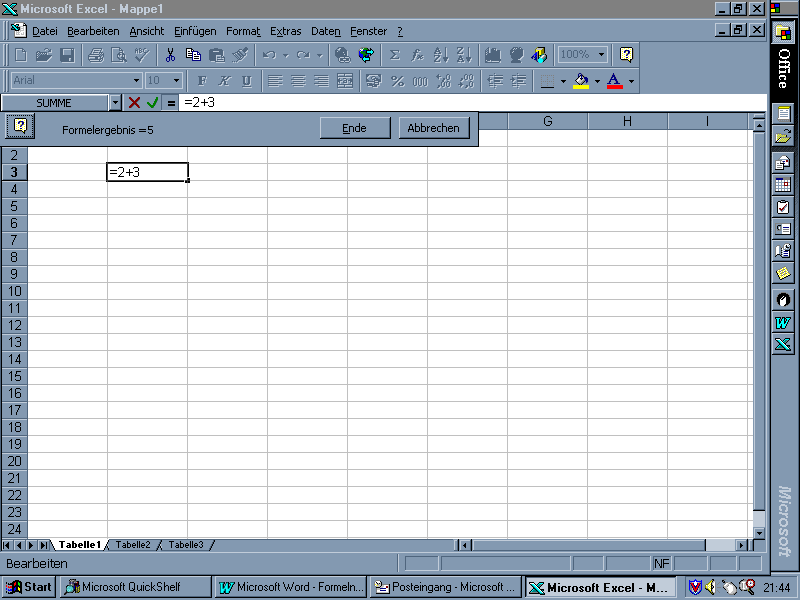 Microsoft Excel - Mappe1
Datei Bearbeiten Ansicht Einfügen Format Extras Daten Fenster ?
100%
Arial 10 F K U % 000
SUMME =2+3
Formelergebnis =5 Ende Abbrechen
G H I
2
3 =2+3
4
5
6
7
8
9
10
11
12
13
14
15
16
17
18
19
20
21
22
23
24
Tabelle1 Tabelle2 Tabelle3
Bearbeiten NF
Start Microsoft QuickShelf Microsoft Word - Formeln... Posteingang - Microsoft ... Microsoft Excel - M... 21:44
Office
Microsoft